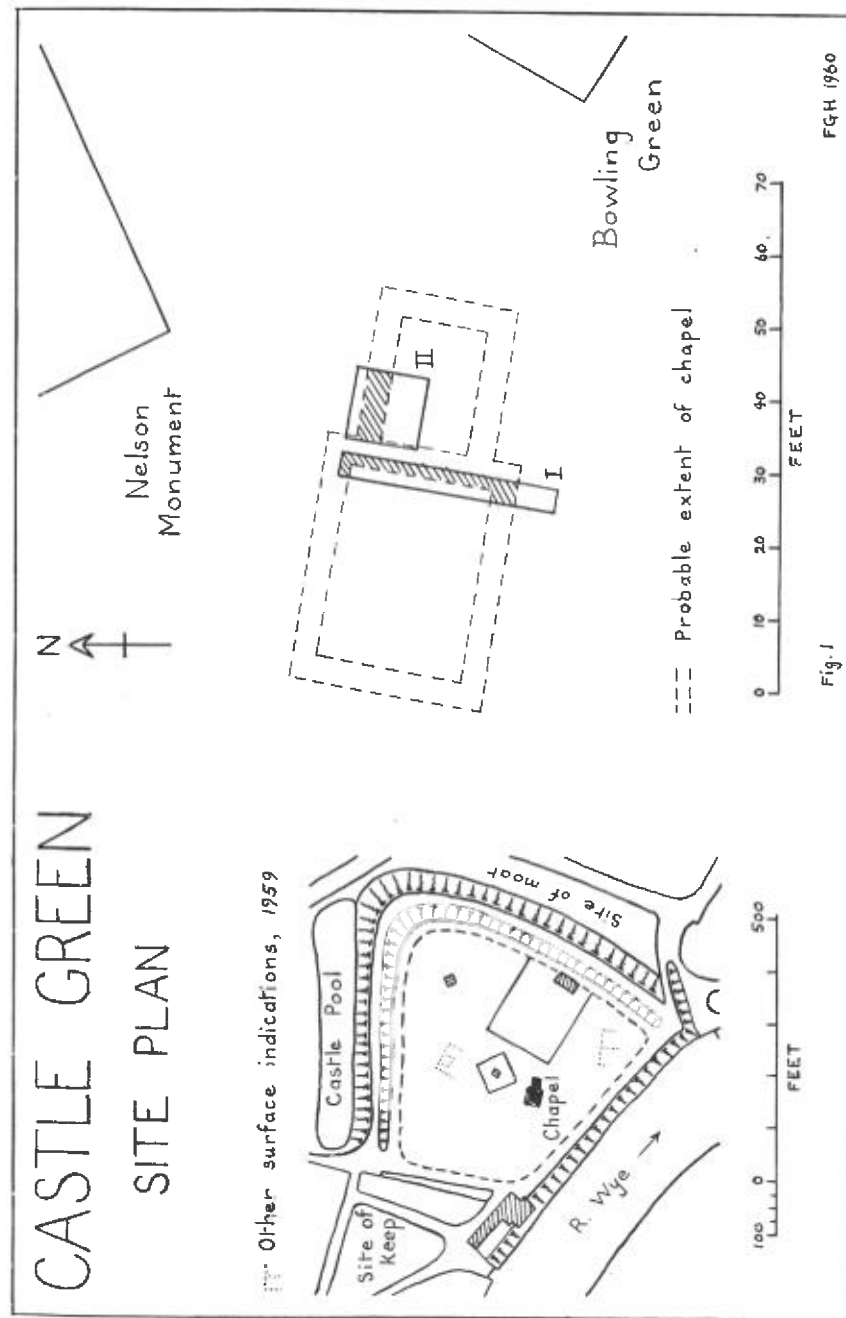 CASTLE GREEN
SITE PLAN
Other surface indications, 1959
Castle Pool
Site of
Keep
Site of moat
Chapel
R. Wye
100 0 500
FEET
N
Nelson
Monument
Bowling
Green
I
II
Probable extent of chapel
0 10 20 30 40 50 60 70
FEET
Fig. 1
FGH 1960